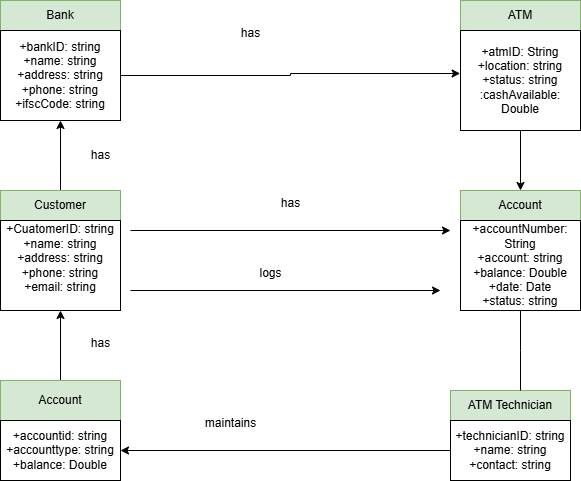 Bank
+bankID: string
+name: string
+address: string
+phone: string
+ifscCode: string
has
ATM
+atmID: String
+location: string
+status: string
:cashAvailable:
Double
has
Customer
+CuatomerID: string
+name: string
+address: string
+phone: string
+email: string
has
logs
Account
+accountNumber:
String
+account: string
+balance: Double
+date: Date
+status: string
has
Account
+accountid: string
+accounttype: string
+balance: Double
maintains
ATM Technician
+technicianID: string
+name: string
+contact: string